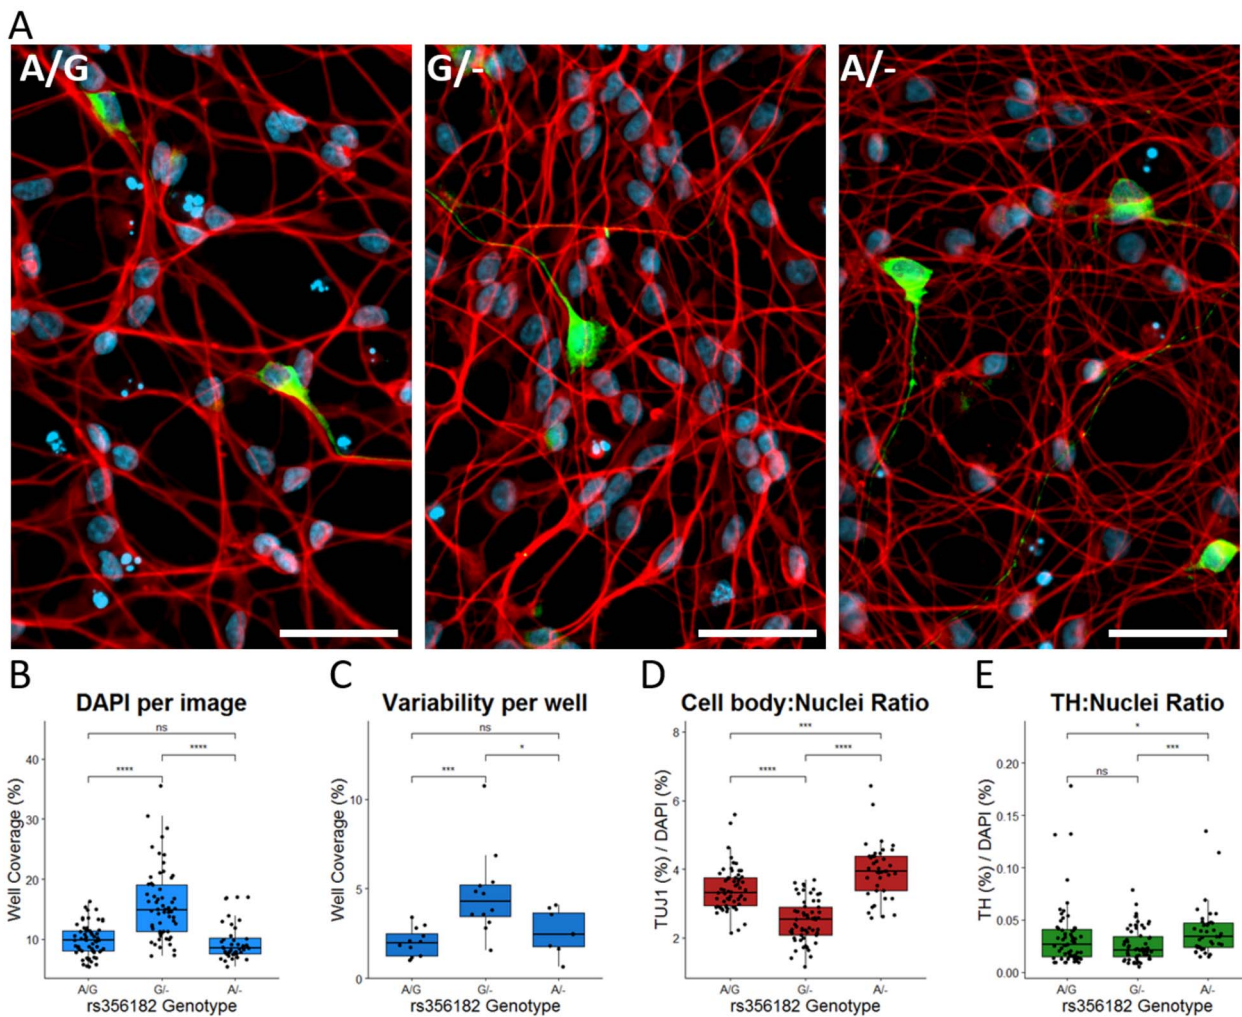 A
A/G
G/-
A/-
B
DAPI per image
Well Coverage (%)
40
30
20
10
ns
****
****
A/G
G/-
A/-
rs356182 Genotype
C
Variability per well
Well Coverage (%)
10
5
0
ns
*
***
A/G
G/-
A/-
rs356182 Genotype
D
Cell body:Nuclei Ratio
TUJ1 (%) / DAPI (%)
8
6
4
2
***
****
****
A/G
G/-
A/-
rs356182 Genotype
E
TH:Nuclei Ratio
TH (%) / DAPI (%)
0.20
0.15
0.10
0.05
0.00
*
***
ns
A/G
G/-
A/-
rs356182 Genotype